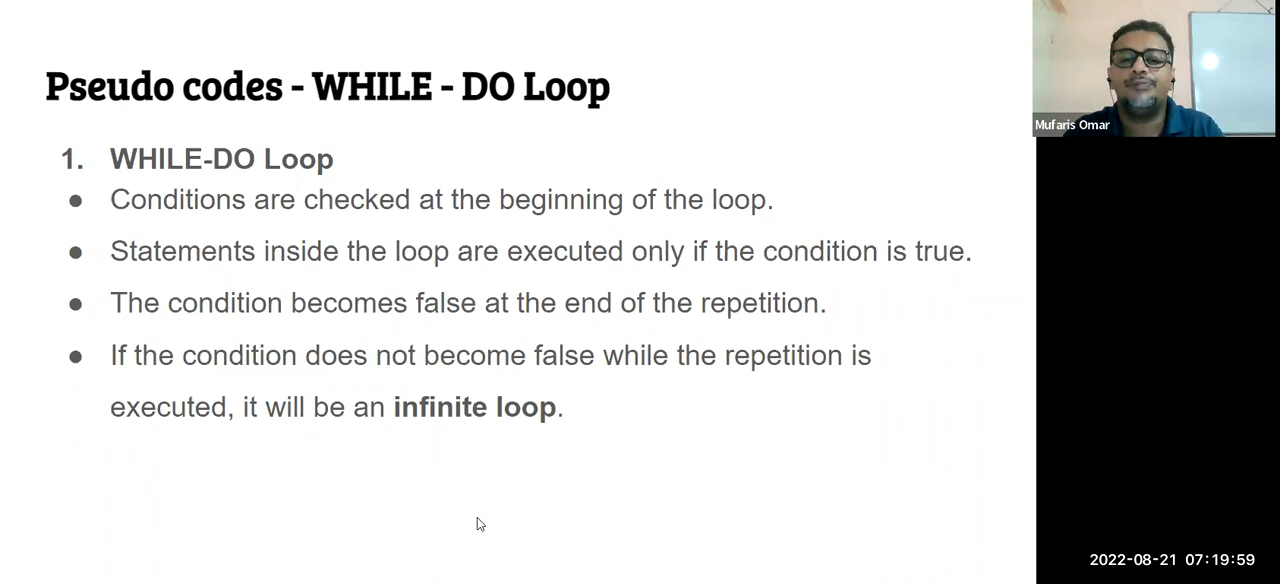 Pseudo codes - WHILE - DO Loop
1. WHILE-DO Loop
● Conditions are checked at the beginning of the loop.
● Statements inside the loop are executed only if the condition is true.
● The condition becomes false at the end of the repetition.
● If the condition does not become false while the repetition is
executed, it will be an infinite loop.
Mufaris Omar
2022-08-21 07:19:59